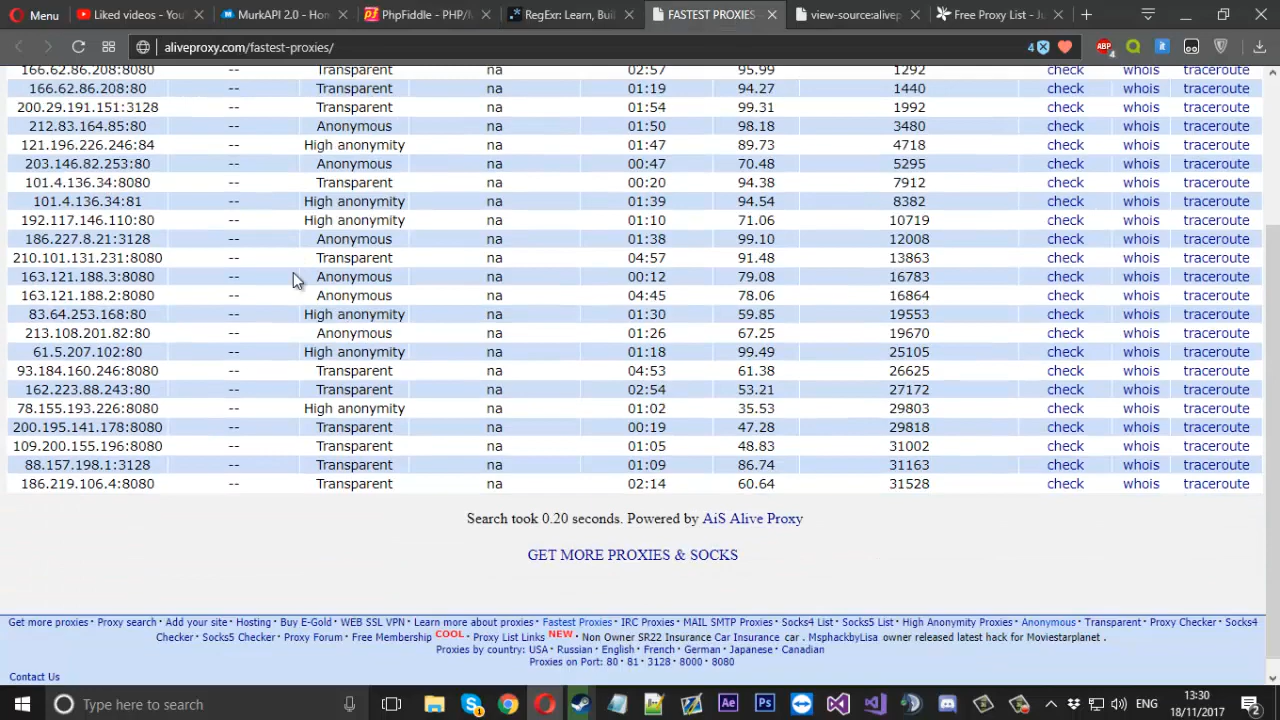 Menu
Liked videos - You
MurkAPI 2.0 - Hon
PhpFiddle - PHP/M
RegExr: Learn, Bui
FASTEST PROXIES
view-source:alivep
Free Proxy List - Ju
aliveproxy.com/fastest-proxies/
4
ABP
4
166.62.86.208:8080 -- Transparent na 02:57 95.99 1292 check whois traceroute
166.62.86.208:80 -- Transparent na 01:19 94.27 1440 check whois traceroute
200.29.191.151:3128 -- Transparent na 01:54 99.31 1992 check whois traceroute
212.83.164.85:80 -- Anonymous na 01:50 98.18 3480 check whois traceroute
121.196.226.246:84 -- High anonymity na 01:47 89.73 4718 check whois traceroute
203.146.82.253:80 -- Anonymous na 00:47 70.48 5295 check whois traceroute
101.4.136.34:8080 -- Transparent na 00:20 94.38 7912 check whois traceroute
101.4.136.34:81 -- High anonymity na 01:39 94.54 8382 check whois traceroute
192.117.146.110:80 -- High anonymity na 01:10 71.06 10719 check whois traceroute
186.227.8.21:3128 -- Anonymous na 01:38 99.10 12008 check whois traceroute
210.101.131.231:8080 -- Transparent na 04:57 91.48 13863 check whois traceroute
163.121.188.3:8080 -- Anonymous na 00:12 79.08 16783 check whois traceroute
163.121.188.2:8080 -- Anonymous na 04:45 78.06 16864 check whois traceroute
83.64.253.168:80 -- High anonymity na 01:30 59.85 19553 check whois traceroute
213.108.201.82:80 -- Anonymous na 01:26 67.25 19670 check whois traceroute
61.5.207.102:80 -- High anonymity na 01:18 99.49 25105 check whois traceroute
93.184.160.246:8080 -- Transparent na 04:53 61.38 26625 check whois traceroute
162.223.88.243:80 -- Transparent na 02:54 53.21 27172 check whois traceroute
78.155.193.226:8080 -- High anonymity na 01:02 35.53 29803 check whois traceroute
200.195.141.178:8080 -- Transparent na 00:19 47.28 29818 check whois traceroute
109.200.155.196:8080 -- Transparent na 01:05 48.83 31002 check whois traceroute
88.157.198.1:3128 -- Transparent na 01:09 86.74 31163 check whois traceroute
186.219.106.4:8080 -- Transparent na 02:14 60.64 31528 check whois traceroute
Search took 0.20 seconds. Powered by AiS Alive Proxy
GET MORE PROXIES & SOCKS
Get more proxies · Proxy search · Add your site · Hosting · Buy E-Gold · WEB SSL VPN · Learn more about proxies · Fastest Proxies · IRC Proxies · MAIL SMTP Proxies · Socks4 List · Socks5 List · High Anonymity Proxies · Anonymous · Transparent · Proxy Checker · Socks4
Checker · Socks5 Checker · Proxy Forum · Free Membership COOL · Proxy List Links NEW · Non Owner SR22 Insurance Car Insurance car . MsphackbyLisa owner released latest hack for Moviestarplanet .
Proxies by country: USA · Russian · English · French · German · Japanese · Canadian
Proxies on Port: 80 · 81 · 3128 · 8000 · 8080
Contact Us
Type here to search
1
Ae
Ps
ENG
13:30
18/11/2017
2